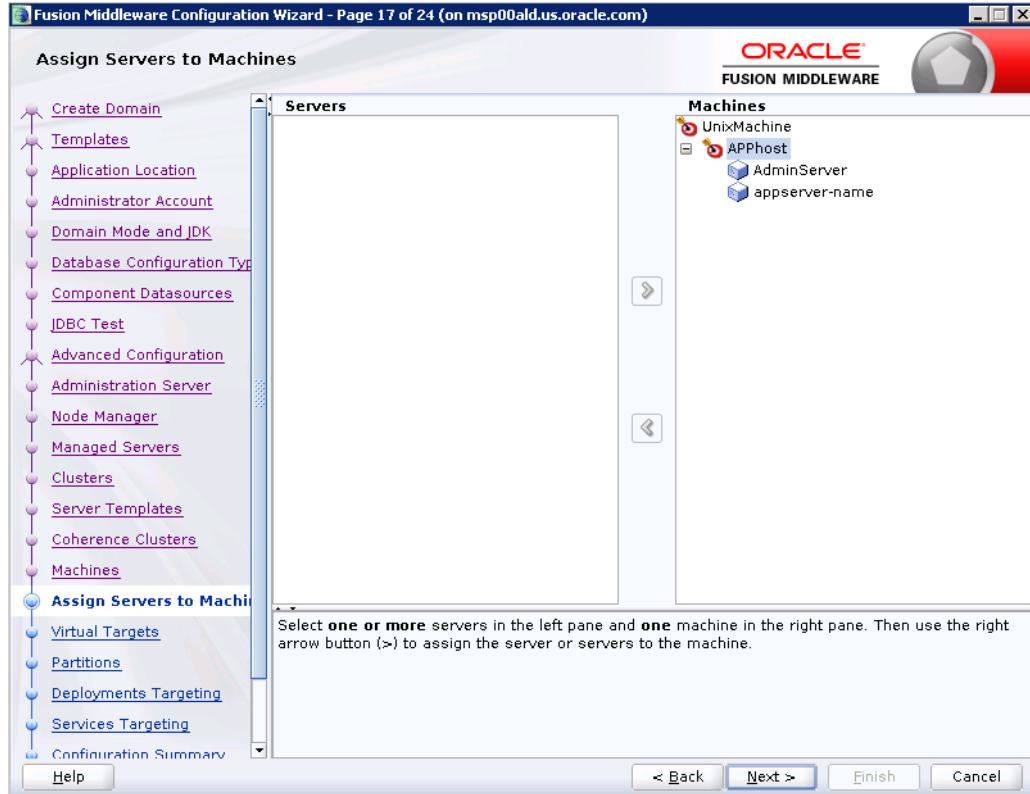 Fusion Middleware Configuration Wizard - Page 17 of 24 (on msp00ald.us.oracle.com)
Assign Servers to Machines
ORACLE
FUSION MIDDLEWARE
Create Domain
Templates
Application Location
Administrator Account
Domain Mode and JDK
Database Configuration Typ
Component Datasources
JDBC Test
Advanced Configuration
Administration Server
Node Manager
Managed Servers
Clusters
Server Templates
Coherence Clusters
Machines
Assign Servers to Machi
Virtual Targets
Partitions
Deployments Targeting
Services Targeting
Configuration Summary
Servers
Machines
UnixMachine
APPhost
AdminServer
appserver-name
Select one or more servers in the left pane and one machine in the right pane. Then use the right
arrow button (>) to assign the server or servers to the machine.
Help
< Back
Next >
Finish
Cancel